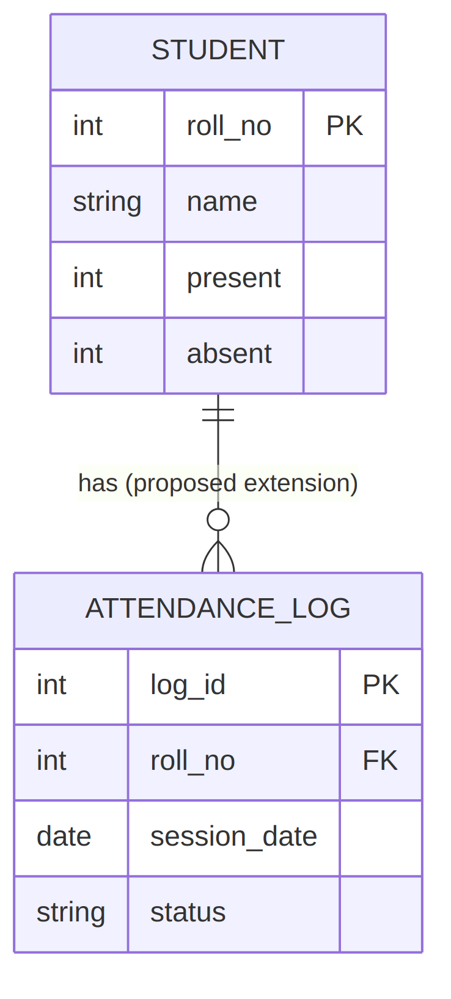 STUDENT
int roll_no PK
string name
int present
int absent
has (proposed extension)
ATTENDANCE_LOG
int log_id PK
int roll_no FK
date session_date
string status